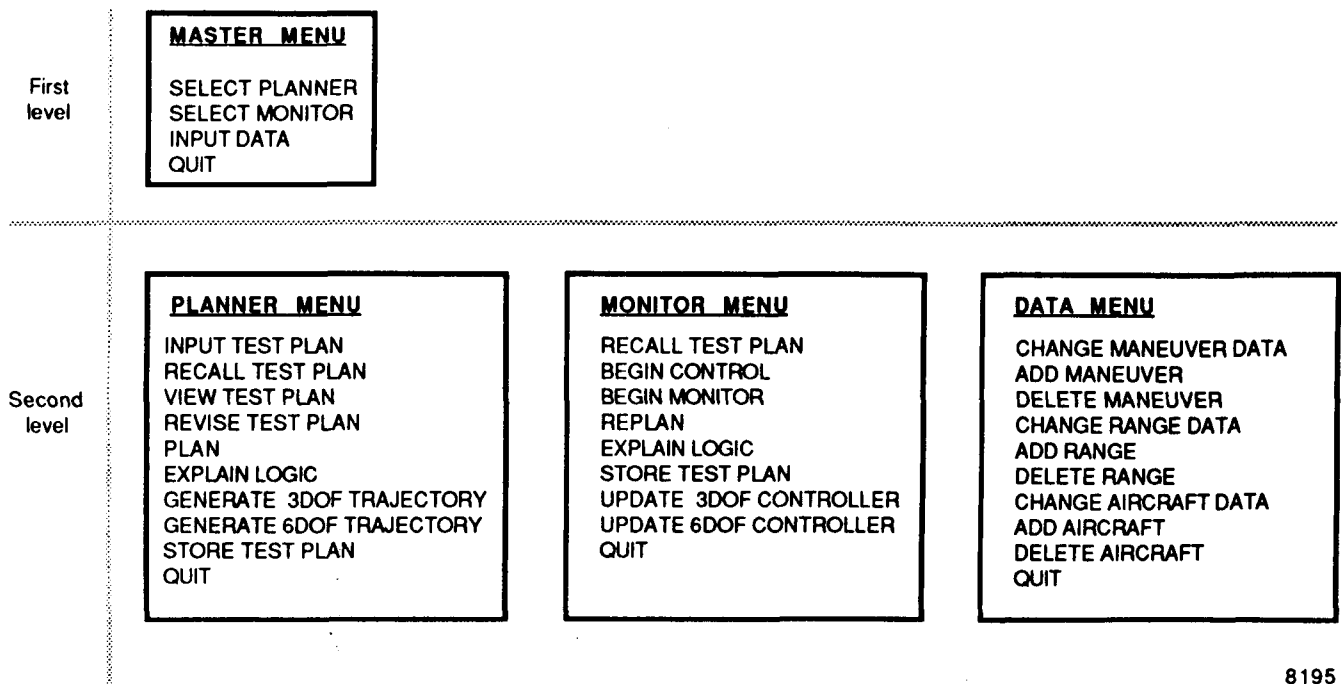 First
level
MASTER MENU
SELECT PLANNER
SELECT MONITOR
INPUT DATA
QUIT
Second
level
PLANNER MENU
INPUT TEST PLAN
RECALL TEST PLAN
VIEW TEST PLAN
REVISE TEST PLAN
PLAN
EXPLAIN LOGIC
GENERATE 3DOF TRAJECTORY
GENERATE 6DOF TRAJECTORY
STORE TEST PLAN
QUIT
MONITOR MENU
RECALL TEST PLAN
BEGIN CONTROL
BEGIN MONITOR
REPLAN
EXPLAIN LOGIC
STORE TEST PLAN
UPDATE 3DOF CONTROLLER
UPDATE 6DOF CONTROLLER
QUIT
DATA MENU
CHANGE MANEUVER DATA
ADD MANEUVER
DELETE MANEUVER
CHANGE RANGE DATA
ADD RANGE
DELETE RANGE
CHANGE AIRCRAFT DATA
ADD AIRCRAFT
DELETE AIRCRAFT
QUIT
8195